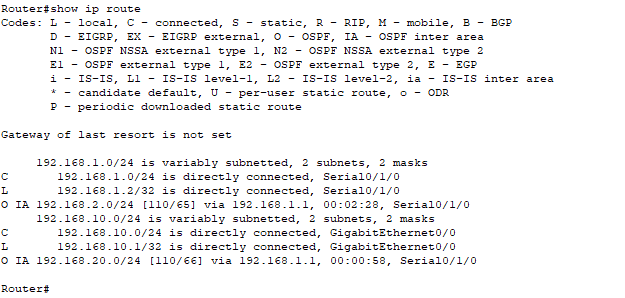 Router#show ip route
Codes: L - local, C - connected, S - static, R - RIP, M - mobile, B - BGP
       D - EIGRP, EX - EIGRP external, O - OSPF, IA - OSPF inter area
       N1 - OSPF NSSA external type 1, N2 - OSPF NSSA external type 2
       E1 - OSPF external type 1, E2 - OSPF external type 2, E - EGP
       i - IS-IS, L1 - IS-IS level-1, L2 - IS-IS level-2, ia - IS-IS inter area
       * - candidate default, U - per-user static route, o - ODR
       P - periodic downloaded static route

Gateway of last resort is not set

     192.168.1.0/24 is variably subnetted, 2 subnets, 2 masks
C       192.168.1.0/24 is directly connected, Serial0/1/0
L       192.168.1.2/32 is directly connected, Serial0/1/0
O IA 192.168.2.0/24 [110/65] via 192.168.1.1, 00:02:28, Serial0/1/0
     192.168.10.0/24 is variably subnetted, 2 subnets, 2 masks
C       192.168.10.0/24 is directly connected, GigabitEthernet0/0
L       192.168.10.1/32 is directly connected, GigabitEthernet0/0
O IA 192.168.20.0/24 [110/66] via 192.168.1.1, 00:00:58, Serial0/1/0

Router#